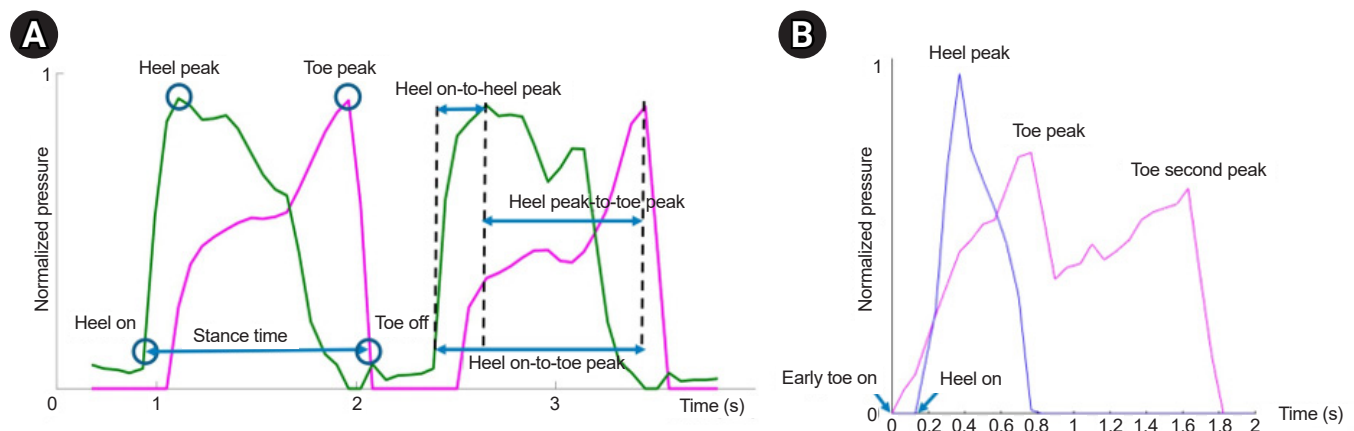 A
Heel peak
Toe peak
1
Heel on-to-heel peak
Normalized pressure
Heel peak-to-toe peak
Heel on
Stance time
Toe off
Heel on-to-toe peak
0
1
2
3
Time (s)
B
Heel peak
1
Toe peak
Toe second peak
Normalized pressure
Early toe on
Heel on
0
0 0.2 0.4 0.6 0.8 1 1.2 1.4 1.6 1.8 2
Time (s)